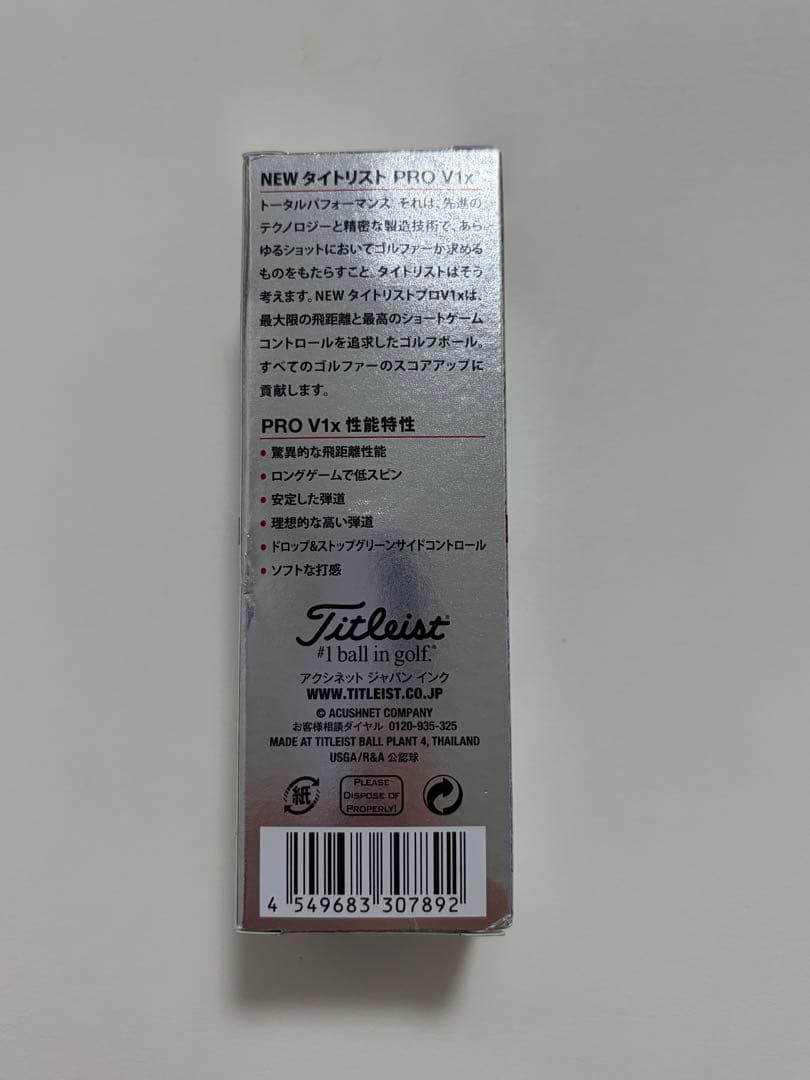 NEW タイトリスト PRO V1x®
トータルパフォーマンス. それは、先進の
テクノロジーと精密な製造技術で、あら
ゆるショットにおいてゴルファーが求める
ものをもたらすこと。タイトリストはそう
考えます。NEW タイトリストプロV1xは、
最大限の飛距離と最高のショートゲーム
コントロールを追求したゴルフボール。
すべてのゴルファーのスコアアップに
貢献します。
PRO V1x 性能特性
• 驚異的な飛距離性能
• ロングゲームで低スピン
• 安定した弾道
• 理想的な高い弾道
• ドロップ&ストップグリーンサイドコントロール
• ソフトな打感
Titleist®
#1 ball in golf.®
アクシネット ジャパン インク
WWW.TITLEIST.CO.JP
© ACUSHNET COMPANY
お客様相談ダイヤル 0120-935-325
MADE AT TITLEIST BALL PLANT 4, THAILAND
USGA/R&A 公認球
紙
PLEASE
DISPOSE OF
PROPERLY!
4 549683 307892